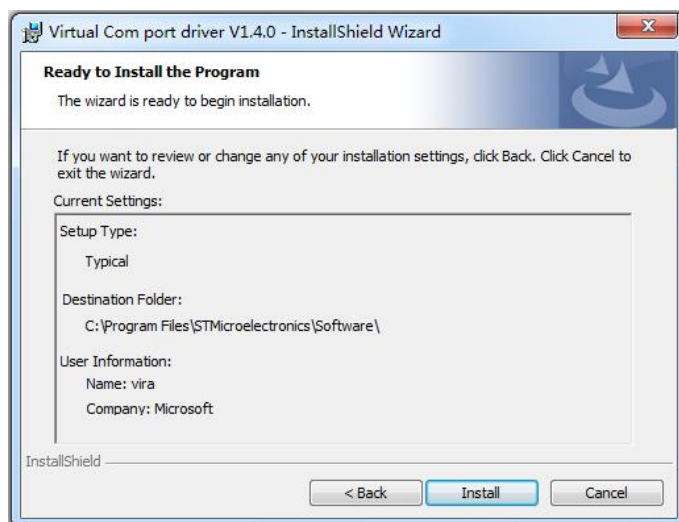 Virtual Com port driver V1.4.0 - InstallShield Wizard
Ready to Install the Program
The wizard is ready to begin installation.
If you want to review or change any of your installation settings, click Back. Click Cancel to
exit the wizard.
Current Settings:
Setup Type:
Typical
Destination Folder:
C:\Program Files\STMicroelectronics\Software\
User Information:
Name: vira
Company: Microsoft
InstallShield
< Back
Install
Cancel